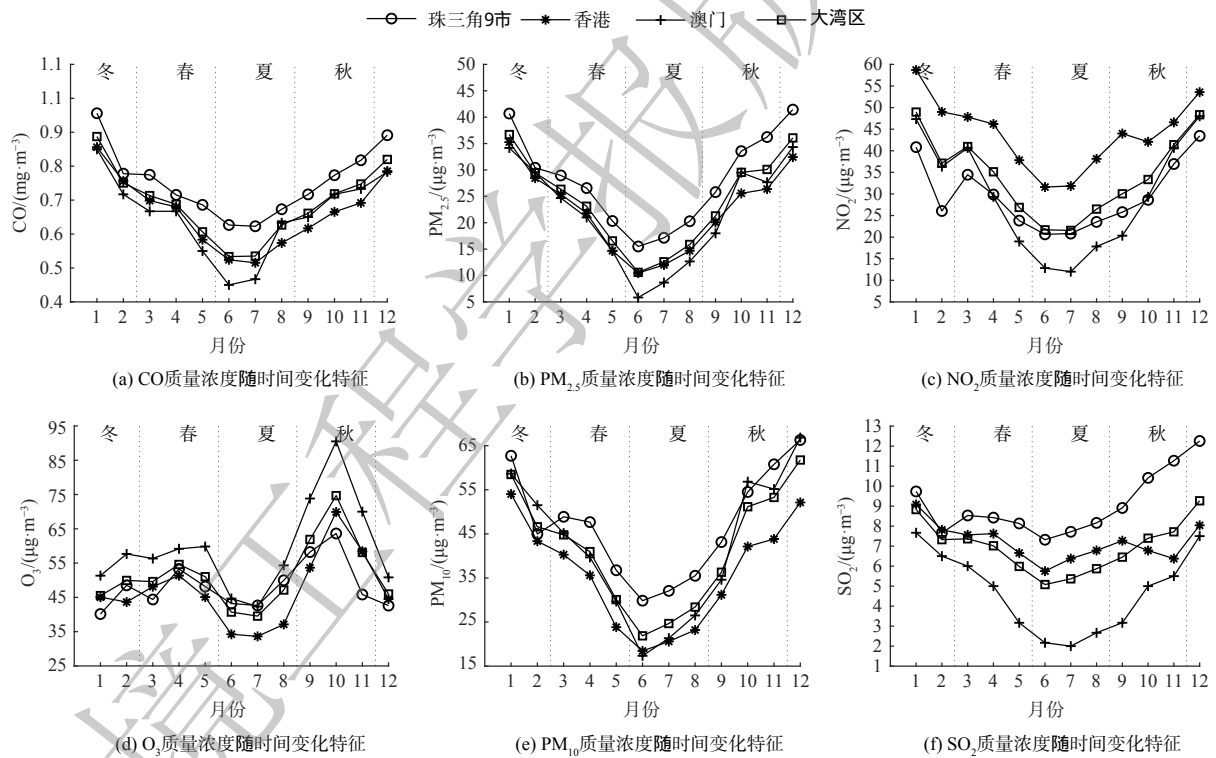 珠三角9市 香港 澳门 大湾区
1.1 1.1 0.9 0.8 0.7 0.6 0.5 0.4
CO/(mg·m⁻³)
冬 春 夏 秋
1 2 3 4 5 6 7 8 9 10 11 12
月份
(a) CO质量浓度随时间变化特征
50 45 40 35 30 25 20 15 10 5
PM₂.₅/(μg·m⁻³)
冬 春 夏 秋
1 2 3 4 5 6 7 8 9 10 11 12
月份
(b) PM₂.₅质量浓度随时间变化特征
60 55 50 45 40 35 30 25 20 15 10 5
NO₂/(μg·m⁻³)
冬 春 夏 秋
1 2 3 4 5 6 7 8 9 10 11 12
月份
(c) NO₂质量浓度随时间变化特征
95 85 75 65 55 45 35 25
O₃/(μg·m⁻³)
冬 春 夏 秋
1 2 3 4 5 6 7 8 9 10 11 12
月份
(d) O₃质量浓度随时间变化特征
65 55 45 35 25 15
PM₁₀/(μg·m⁻³)
冬 春 夏 秋
1 2 3 4 5 6 7 8 9 10 11 12
月份
(e) PM₁₀质量浓度随时间变化特征
13 12 11 10 9 8 7 6 5 4 3 2 1
SO₂/(μg·m⁻³)
冬 春 夏 秋
1 2 3 4 5 6 7 8 9 10 11 12
月份
(f) SO₂质量浓度随时间变化特征
境工程学报版